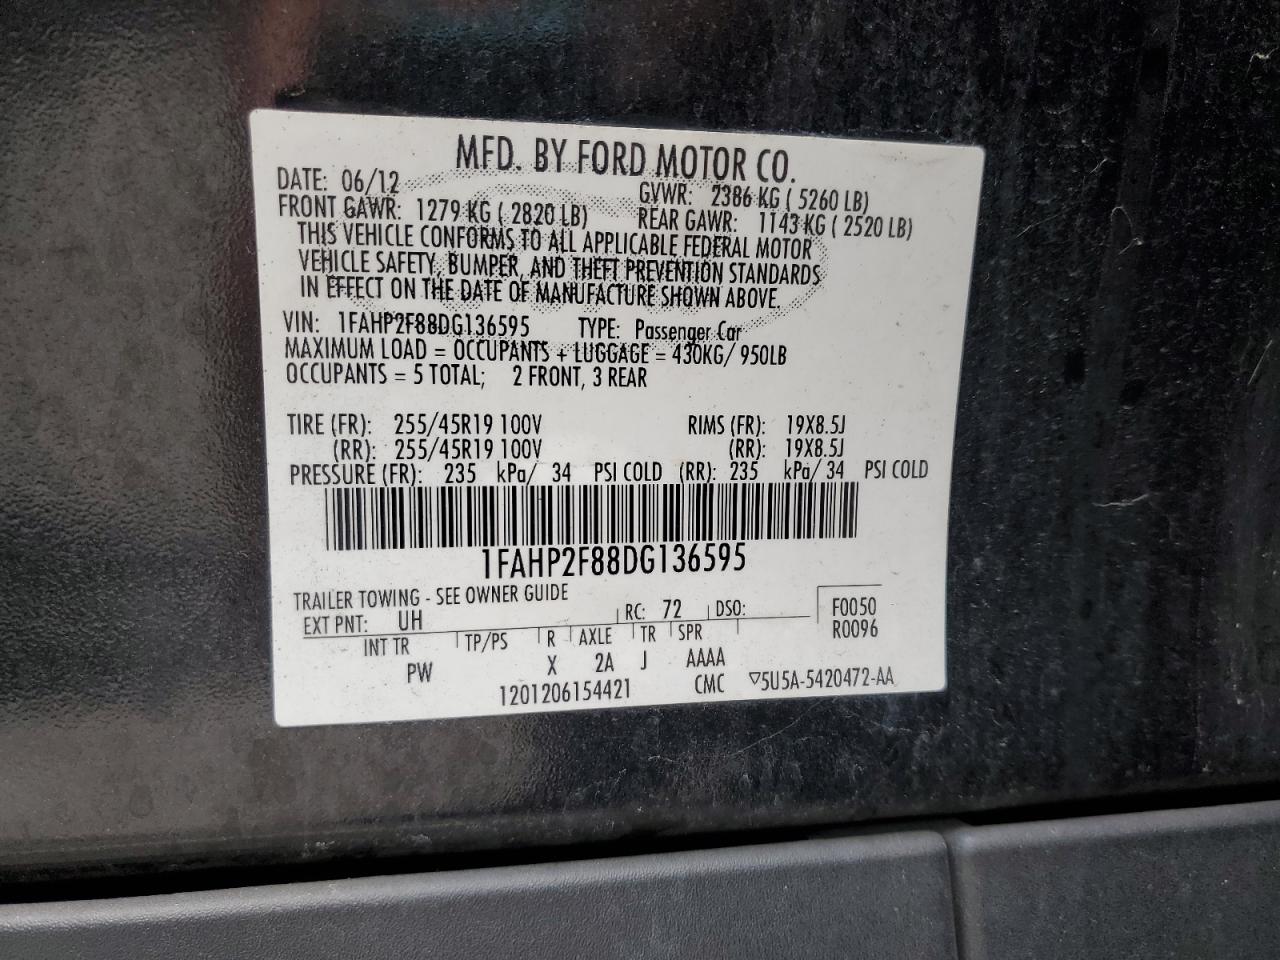 MFD. BY FORD MOTOR CO.
DATE: 06/12 GVWR: 2386 KG ( 5260 LB)
FRONT GAWR: 1279 KG ( 2820 LB) REAR GAWR: 1143 KG ( 2520 LB)
THIS VEHICLE CONFORMS TO ALL APPLICABLE FEDERAL MOTOR
VEHICLE SAFETY, BUMPER, AND THEFT PREVENTION STANDARDS
IN EFFECT ON THE DATE OF MANUFACTURE SHOWN ABOVE.
VIN: 1FAHP2F88DG136595 TYPE: Passenger Car
MAXIMUM LOAD = OCCUPANTS + LUGGAGE = 430KG/ 950LB
OCCUPANTS = 5 TOTAL; 2 FRONT, 3 REAR
TIRE (FR): 255/45R19 100V RIMS (FR): 19X8.5J
(RR): 255/45R19 100V (RR): 19X8.5J
PRESSURE (FR): 235 kPa/ 34 PSI COLD (RR): 235 kPa/ 34 PSI COLD
1FAHP2F88DG136595
TRAILER TOWING - SEE OWNER GUIDE
EXT PNT: UH RC: 72 DSO: F0050
R0096
INT TR TP/PS R AXLE TR SPR
PW X 2A J AAAA
1201206154421 CMC ▽5U5A-5420472-AA